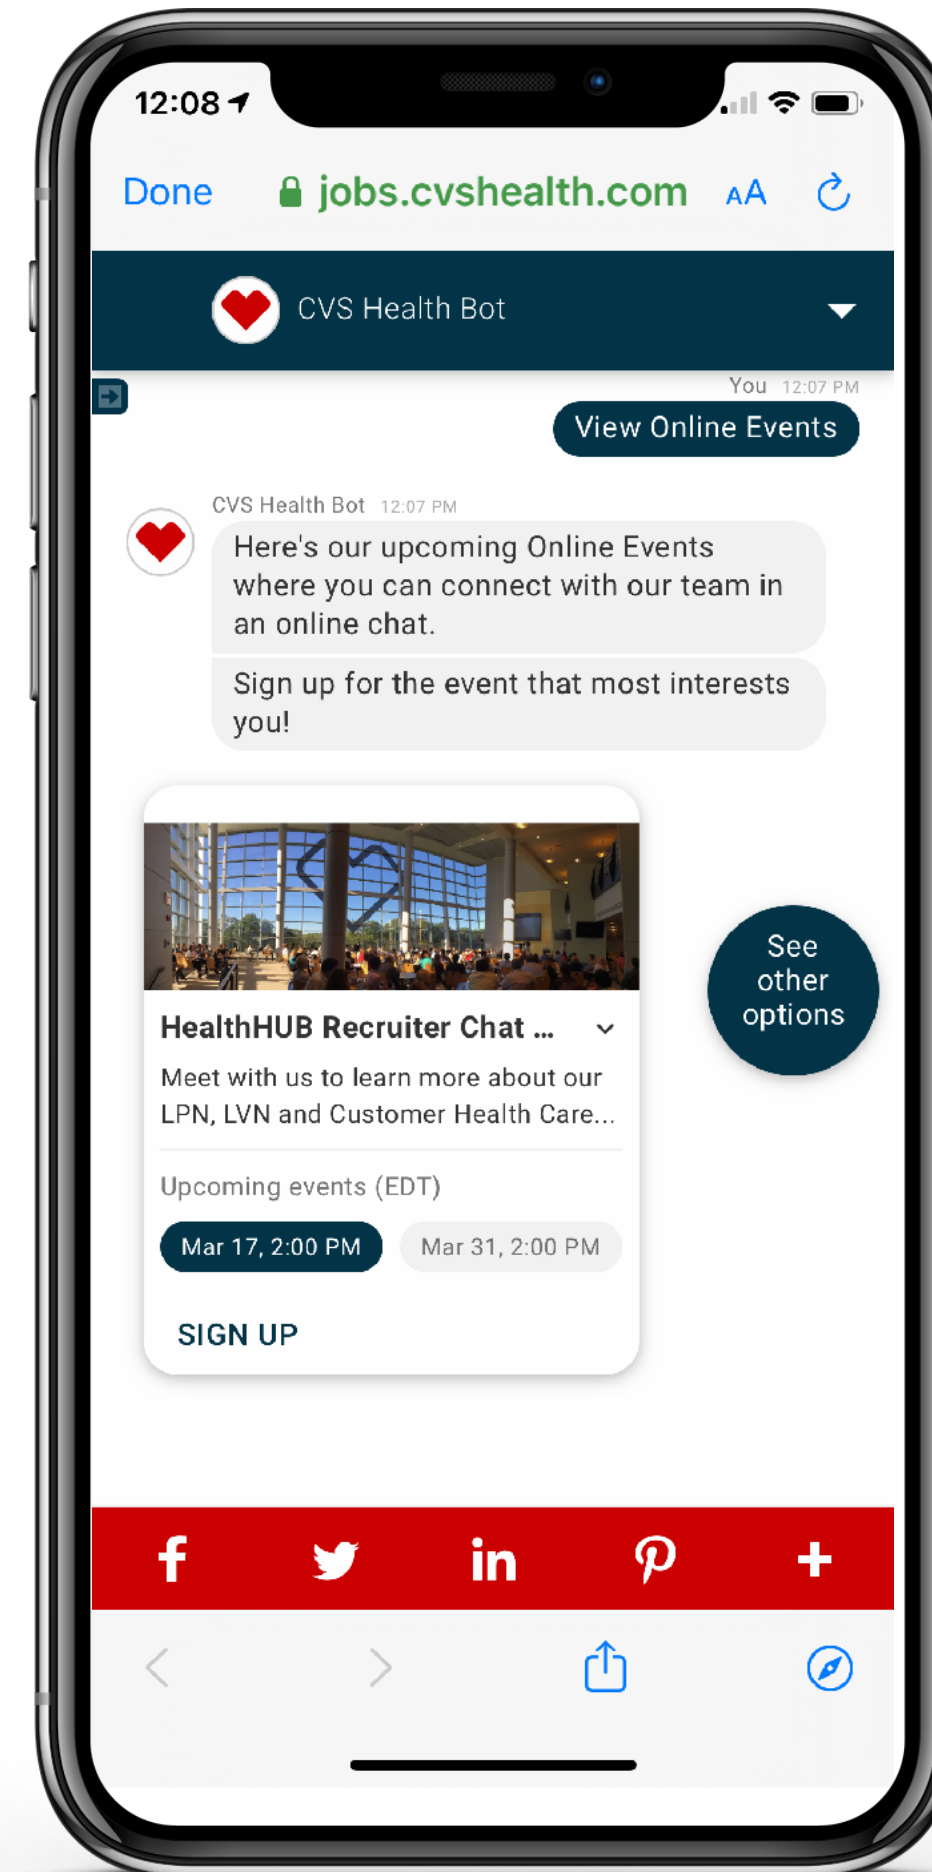 12:08
Done jobs.cvshealth.com AA
CVS Health Bot
You 12:07 PM
View Online Events
CVS Health Bot 12:07 PM
Here's our upcoming Online Events
where you can connect with our team in
an online chat.
Sign up for the event that most interests
you!
See
other
options
HealthHUB Recruiter Chat ...
Meet with us to learn more about our
LPN, LVN and Customer Health Care...
Upcoming events (EDT)
Mar 17, 2:00 PM Mar 31, 2:00 PM
SIGN UP